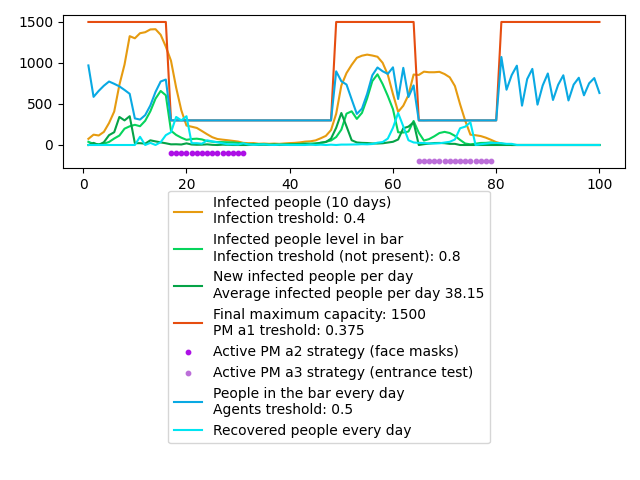 1500
1000
500
0
0 20 40 60 80 100
Infected people (10 days)
Infection treshold: 0.4
Infected people level in bar
Infection treshold (not present): 0.8
New infected people per day
Average infected people per day 38.15
Final maximum capacity: 1500
PM a1 treshold: 0.375
Active PM a2 strategy (face masks)
Active PM a3 strategy (entrance test)
People in the bar every day
Agents treshold: 0.5
Recovered people every day